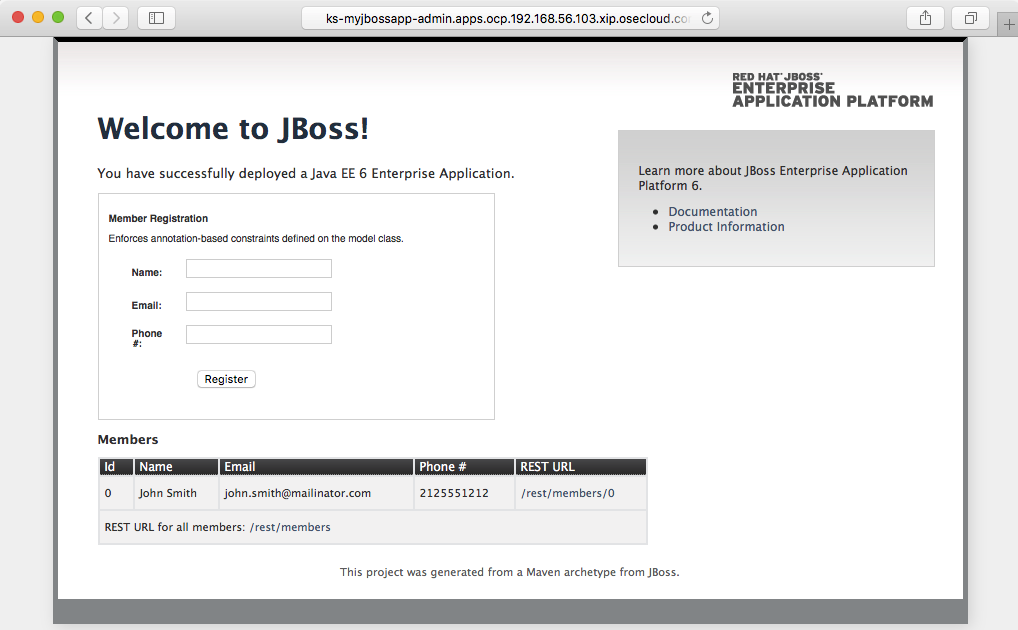 ks-myjbossapp-admin.apps.ocp.192.168.56.103.xip.osecloud.co
RED HAT JBOSS
ENTERPRISE
APPLICATION PLATFORM
Welcome to JBoss!
You have successfully deployed a Java EE 6 Enterprise Application.
Learn more about JBoss Enterprise Application
Platform 6.
• Documentation
• Product Information
Member Registration
Enforces annotation-based constraints defined on the model class.
Name:
Email:
Phone
#:
Register
Members
Id Name Email Phone # REST URL
0 John Smith john.smith@mailinator.com 2125551212 /rest/members/0
REST URL for all members: /rest/members
This project was generated from a Maven archetype from JBoss.